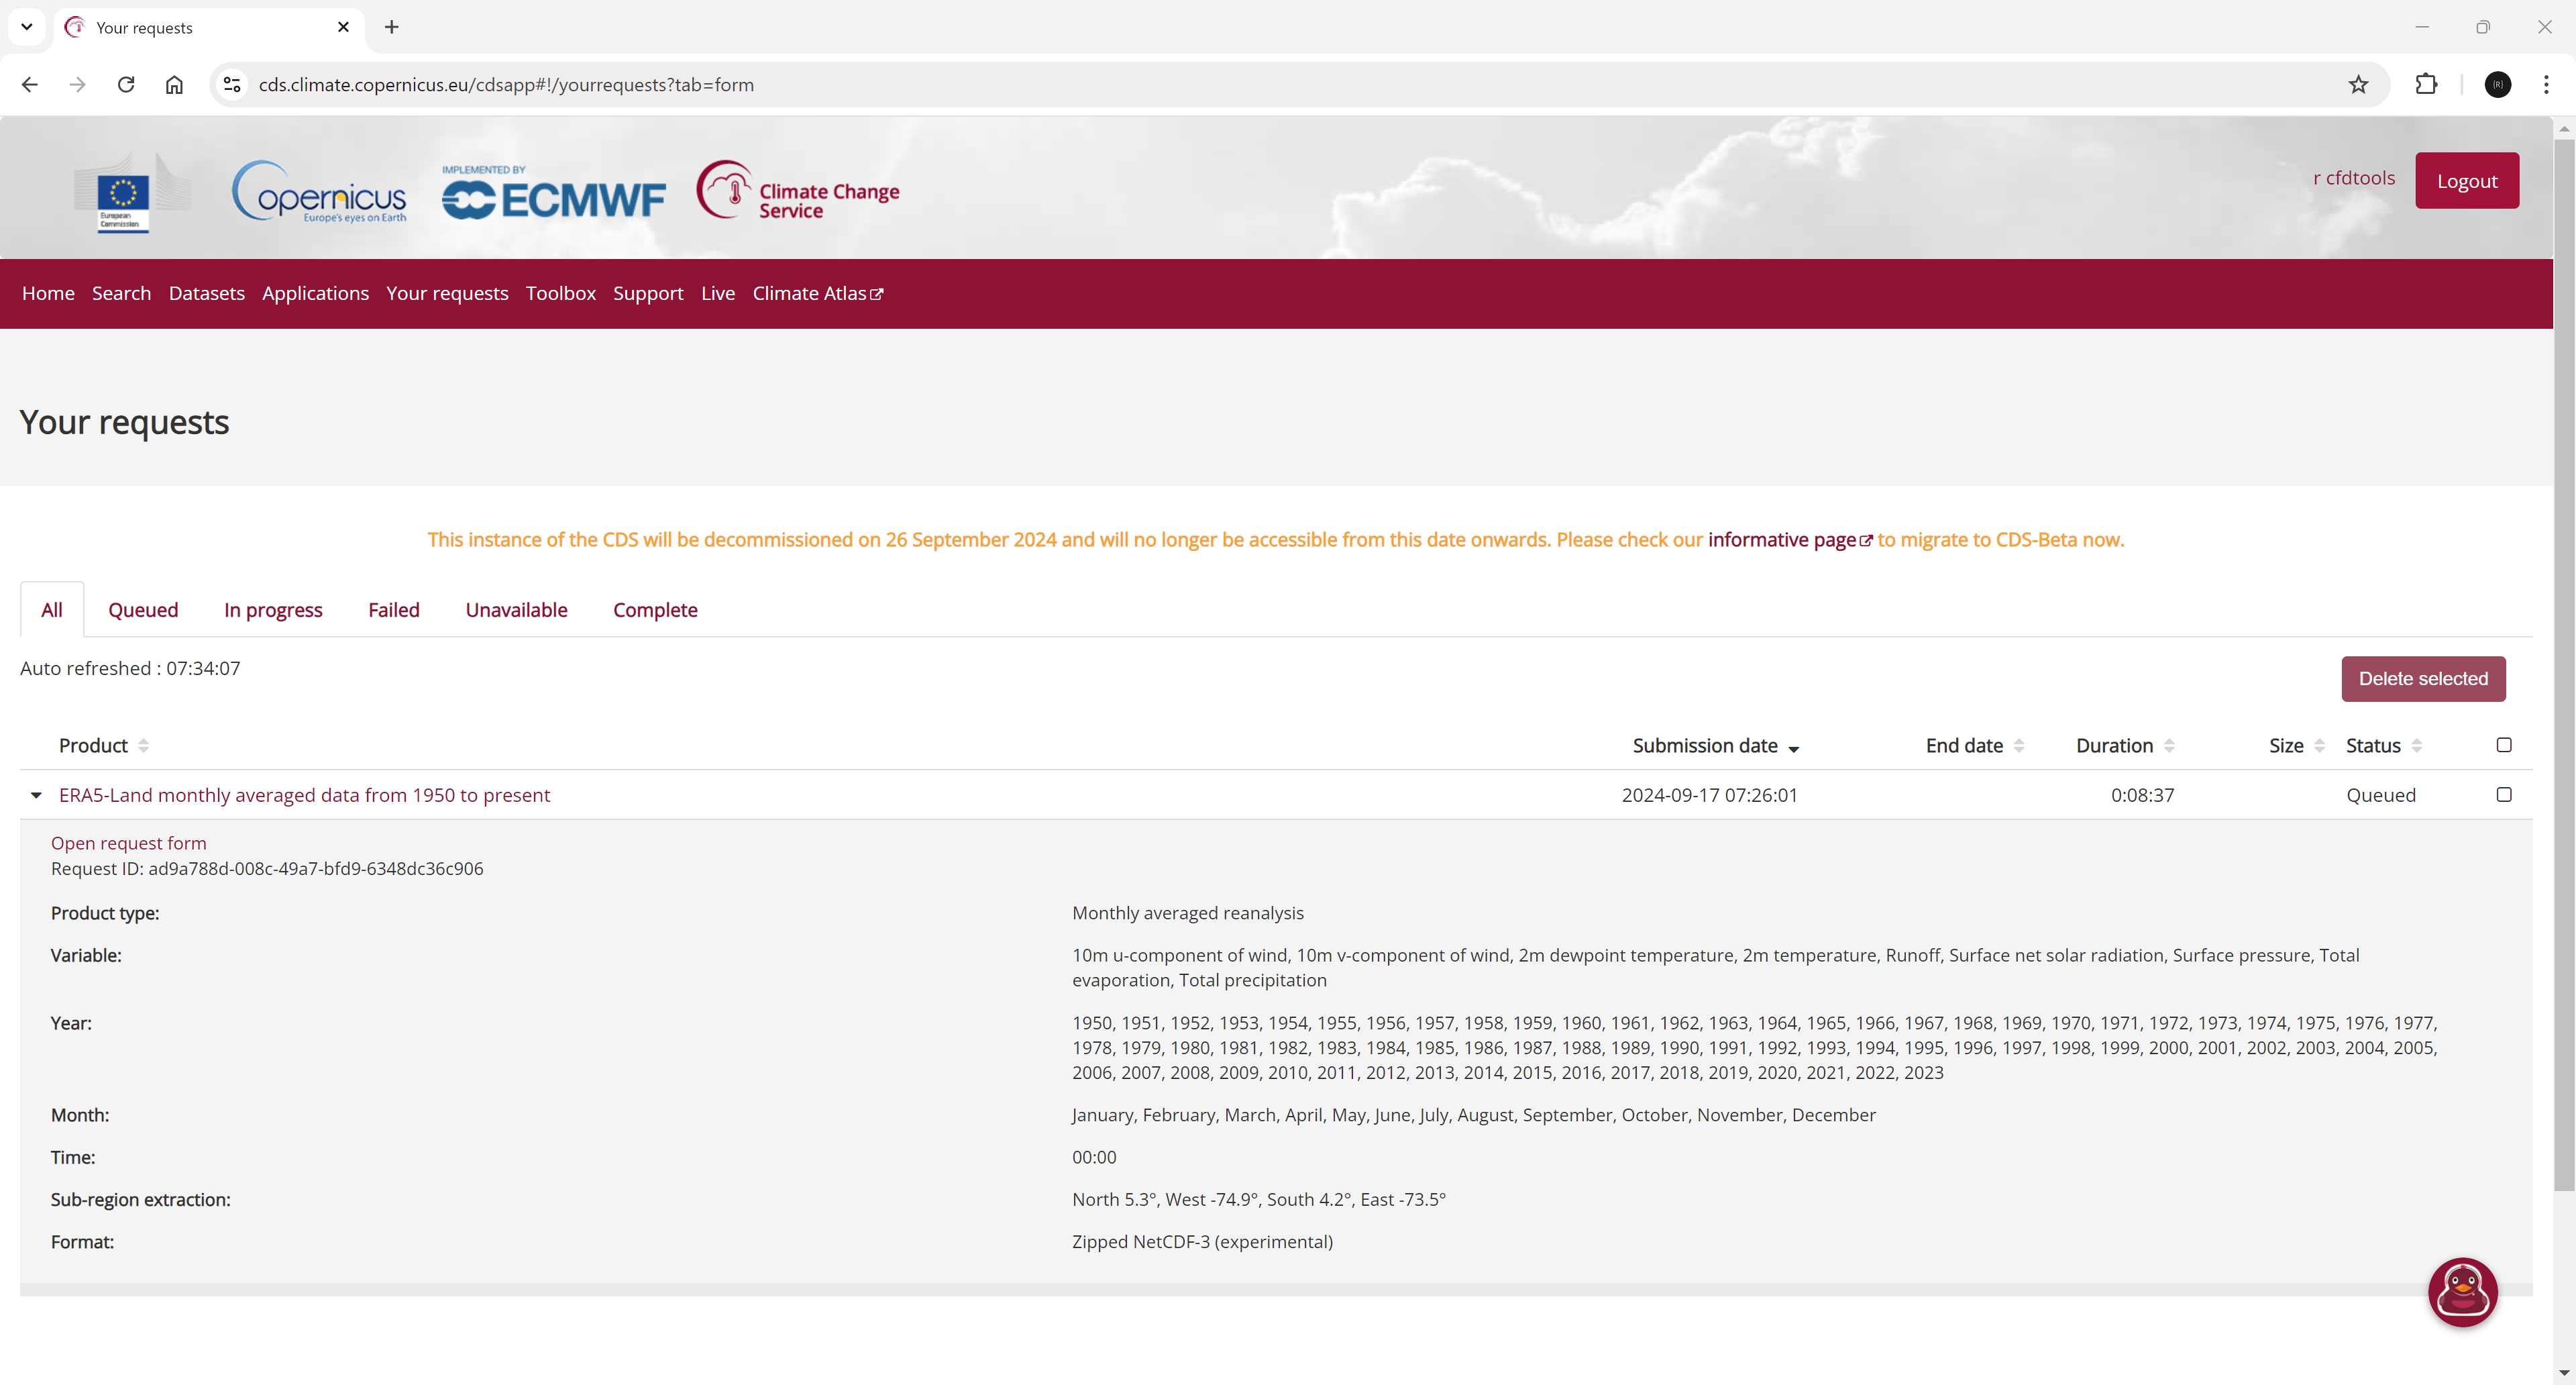 Your requests
cds.climate.copernicus.eu/cdsapp#!/yourrequests?tab=form
European
Commission
opernicus
Europe's eyes on Earth
IMPLEMENTED BY
ECMWF
Climate Change
Service
r cfdtools
Logout
Home Search Datasets Applications Your requests Toolbox Support Live Climate Atlas
Your requests
This instance of the CDS will be decommissioned on 26 September 2024 and will no longer be accessible from this date onwards. Please check our informative page to migrate to CDS-Beta now.
All Queued In progress Failed Unavailable Complete
Auto refreshed : 07:34:07
Delete selected
Product Submission date End date Duration Size Status
ERA5-Land monthly averaged data from 1950 to present 2024-09-17 07:26:01 0:08:37 Queued
Open request form
Request ID: ad9a788d-008c-49a7-bfd9-6348dc36c906
Product type: Monthly averaged reanalysis
Variable: 10m u-component of wind, 10m v-component of wind, 2m dewpoint temperature, 2m temperature, Runoff, Surface net solar radiation, Surface pressure, Total
evaporation, Total precipitation
Year: 1950, 1951, 1952, 1953, 1954, 1955, 1956, 1957, 1958, 1959, 1960, 1961, 1962, 1963, 1964, 1965, 1966, 1967, 1968, 1969, 1970, 1971, 1972, 1973, 1974, 1975, 1976, 1977,
1978, 1979, 1980, 1981, 1982, 1983, 1984, 1985, 1986, 1987, 1988, 1989, 1990, 1991, 1992, 1993, 1994, 1995, 1996, 1997, 1998, 1999, 2000, 2001, 2002, 2003, 2004, 2005,
2006, 2007, 2008, 2009, 2010, 2011, 2012, 2013, 2014, 2015, 2016, 2017, 2018, 2019, 2020, 2021, 2022, 2023
Month: January, February, March, April, May, June, July, August, September, October, November, December
Time: 00:00
Sub-region extraction: North 5.3°, West -74.9°, South 4.2°, East -73.5°
Format: Zipped NetCDF-3 (experimental)